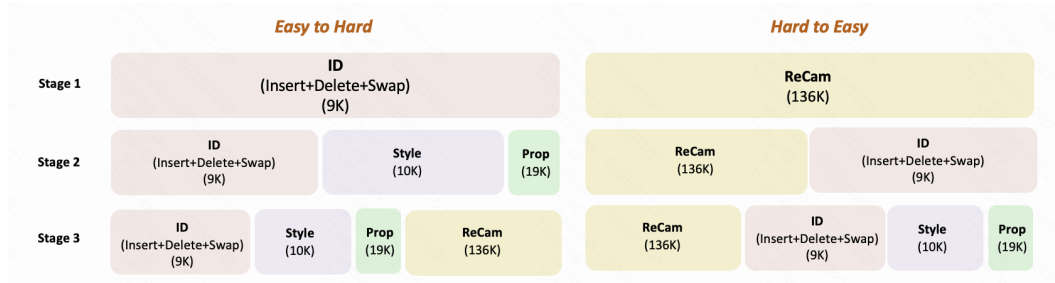 Easy to Hard
Hard to Easy
Stage 1
ID
(Insert+Delete+Swap)
(9K)
ReCam
(136K)
Stage 2
ID
(Insert+Delete+Swap)
(9K)
Style
(10K)
Prop
(19K)
ReCam
(136K)
ID
(Insert+Delete+Swap)
(9K)
Stage 3
ID
(Insert+Delete+Swap)
(9K)
Style
(10K)
Prop
(19K)
ReCam
(136K)
ReCam
(136K)
ID
(Insert+Delete+Swap)
(9K)
Style
(10K)
Prop
(19K)